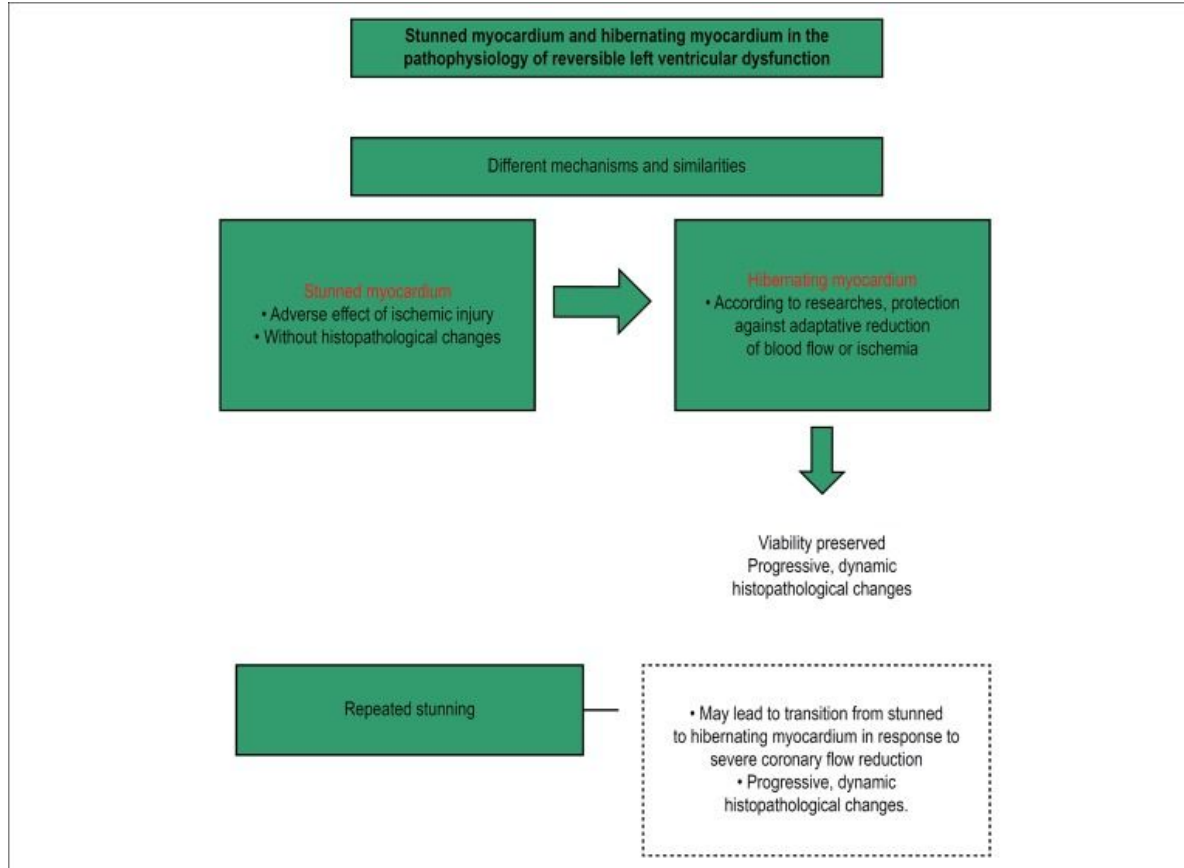 Stunned myocardium and hibernating myocardium in the
pathophysiology of reversible left ventricular dysfunction
Different mechanisms and similarities
Stunned myocardium
• Adverse effect of ischemic injury
• Without histopathological changes
Hibernating myocardium
• According to researches, protection
against adaptative reduction
of blood flow or ischemia
Viability preserved
Progressive, dynamic
histopathological changes
Repeated stunning
• May lead to transition from stunned
to hibernating myocardium in response to
severe coronary flow reduction
• Progressive, dynamic
histopathological changes.